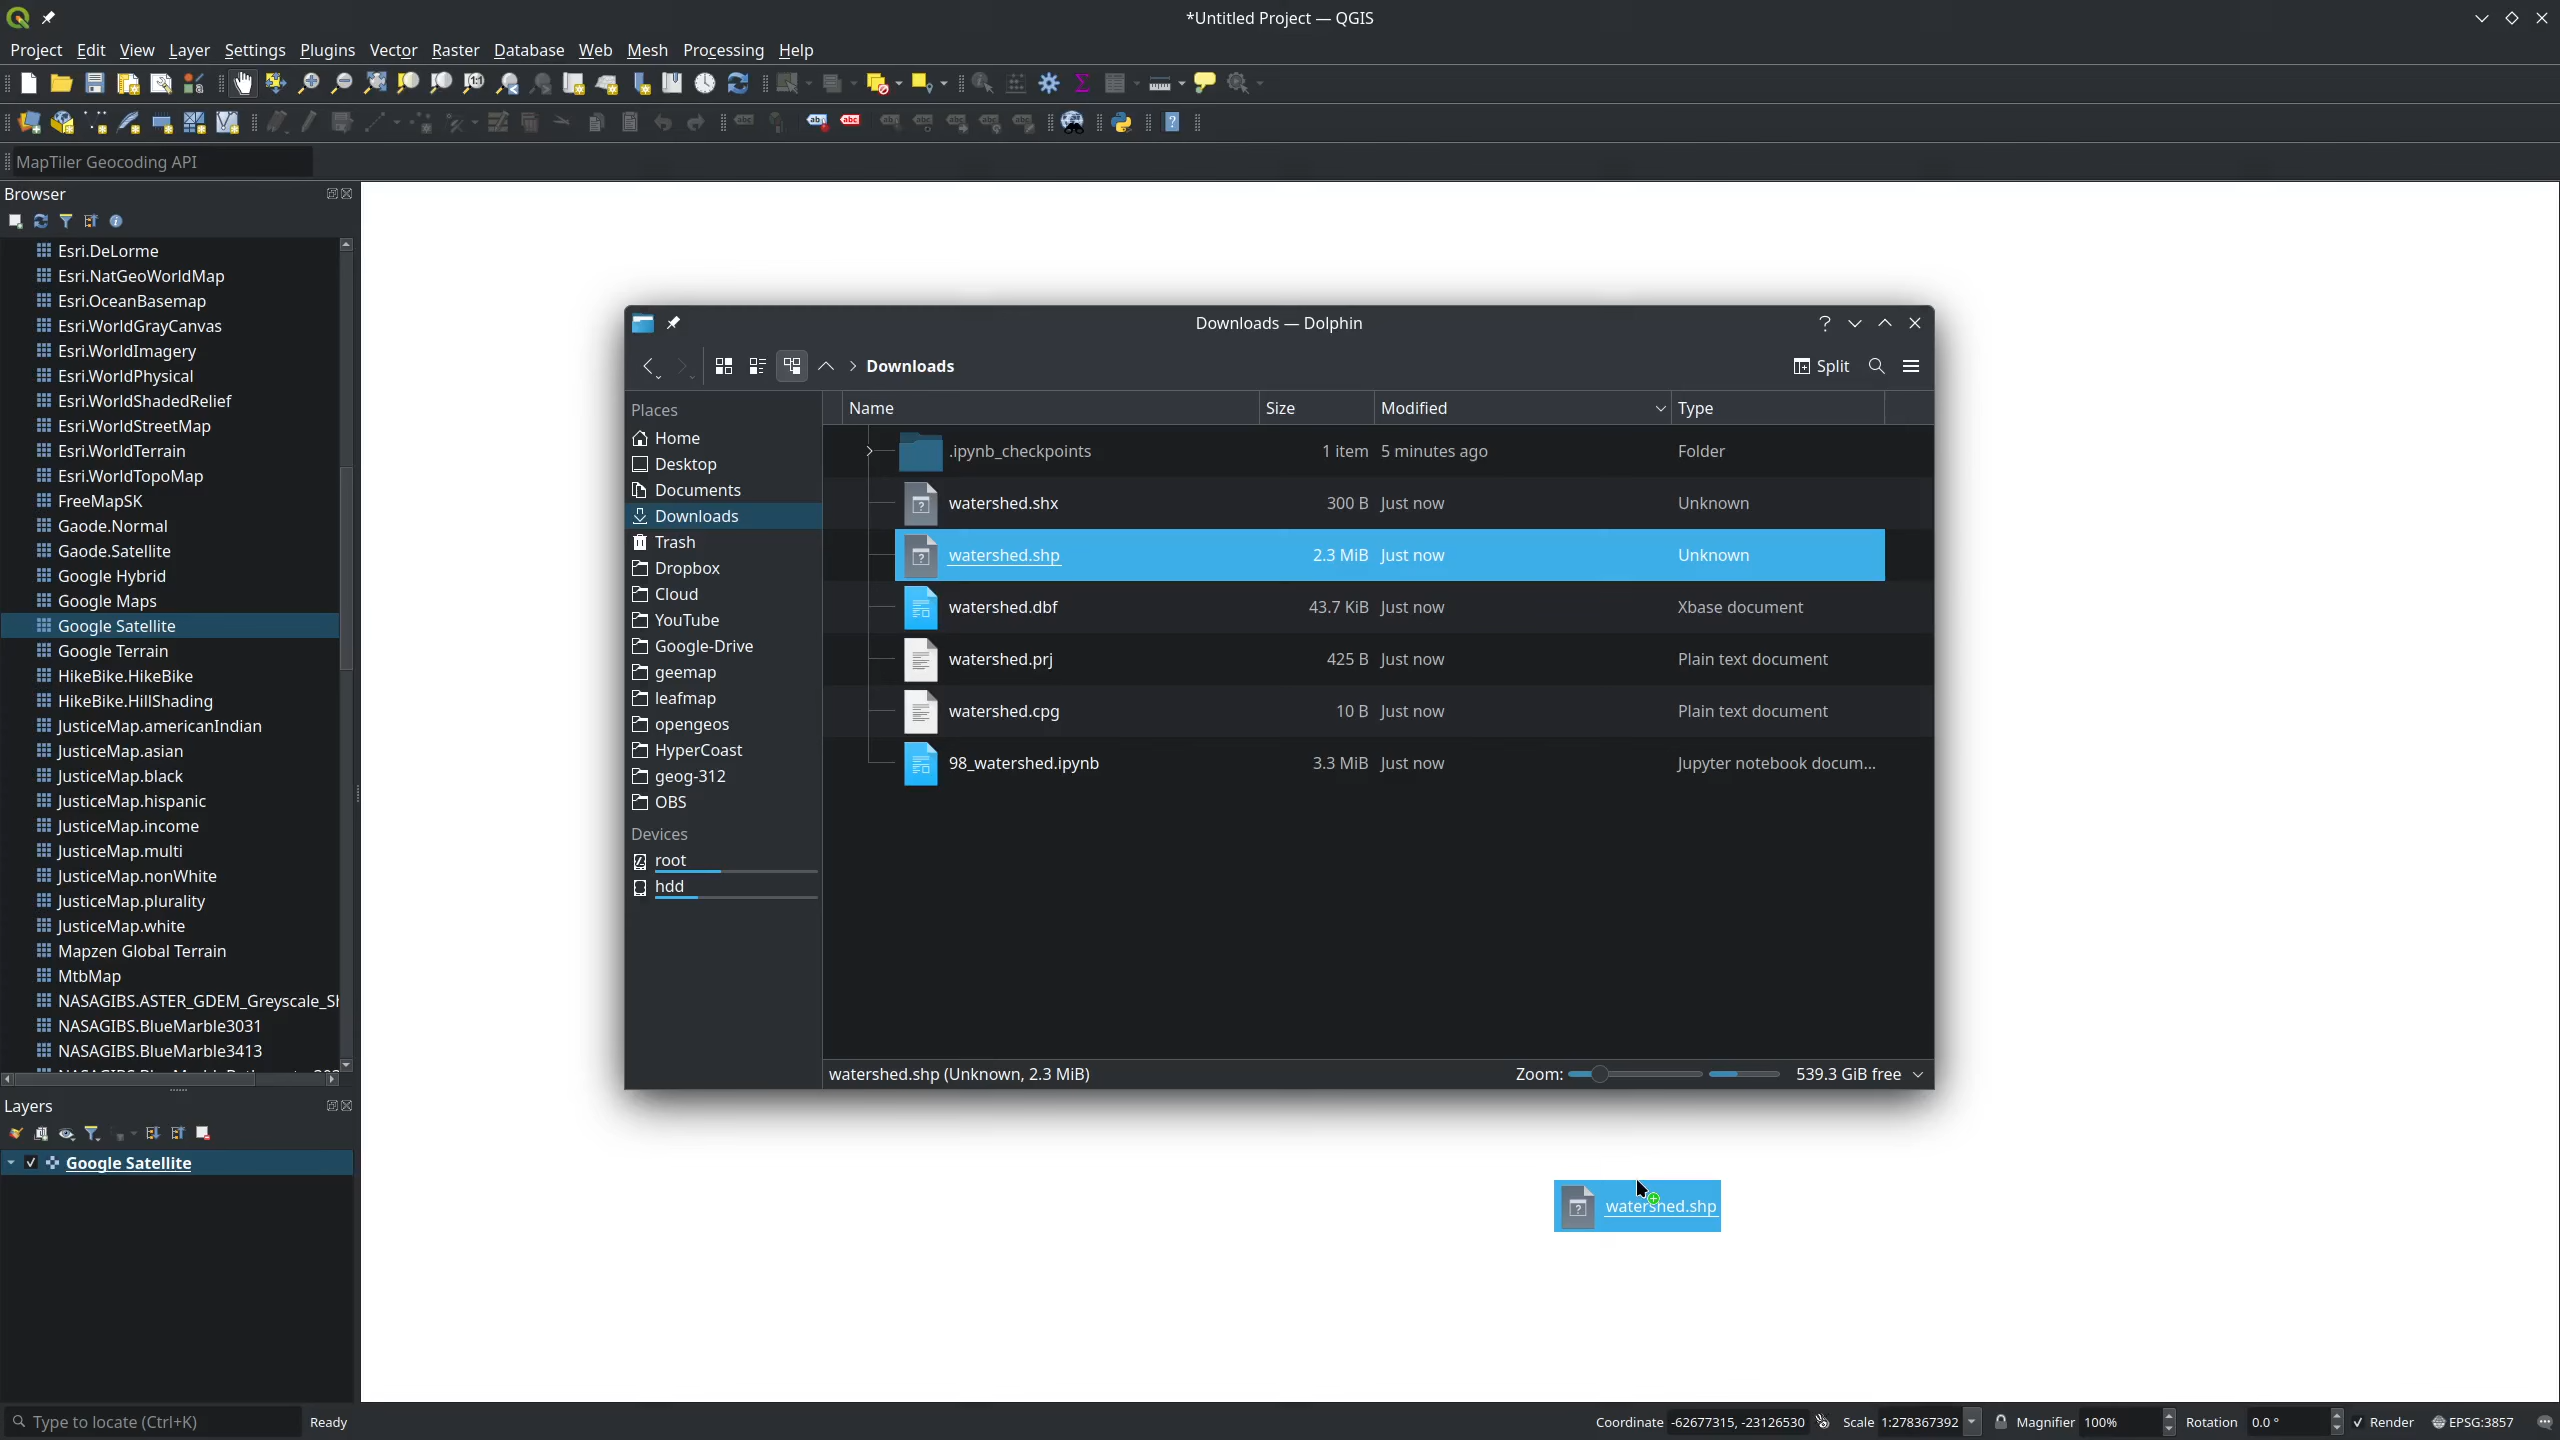 *Untitled Project — QGIS
Project Edit View Layer Settings Plugins Vector Raster Database Web Mesh Processing Help
MapTiler Geocoding API
Browser
Esri.DeLorme
Esri.NatGeoWorldMap
Esri.OceanBasemap
Esri.WorldGrayCanvas
Esri.WorldImagery
Esri.WorldPhysical
Esri.WorldShadedRelief
Esri.WorldStreetMap
Esri.WorldTerrain
Esri.WorldTopoMap
FreeMapSK
Gaode.Normal
Gaode.Satellite
Google Hybrid
Google Maps
Google Satellite
Google Terrain
HikeBike.HikeBike
HikeBike.HillShading
JusticeMap.americanIndian
JusticeMap.asian
JusticeMap.black
JusticeMap.hispanic
JusticeMap.income
JusticeMap.multi
JusticeMap.nonWhite
JusticeMap.plurality
JusticeMap.white
Mapzen Global Terrain
MtbMap
NASAGIBS.ASTER_GDEM_Greyscale_Sh
NASAGIBS.BlueMarble3031
NASAGIBS.BlueMarble3413
Layers
Google Satellite
Downloads — Dolphin
Downloads
Split
Places
Home
Desktop
Documents
Downloads
Trash
Dropbox
Cloud
YouTube
Google-Drive
geemap
leafmap
opengeos
HyperCoast
geog-312
OBS
Devices
root
hdd
Name Size Modified Type
.ipynb_checkpoints 1 item 5 minutes ago Folder
watershed.shx 300 B Just now Unknown
watershed.shp 2.3 MiB Just now Unknown
watershed.dbf 43.7 KiB Just now Xbase document
watershed.prj 425 B Just now Plain text document
watershed.cpg 10 B Just now Plain text document
98_watershed.ipynb 3.3 MiB Just now Jupyter notebook docum...
watershed.shp (Unknown, 2.3 MiB) Zoom: 539.3 GiB free
watershed.shp
Type to locate (Ctrl+K) Ready Coordinate -62677315, -23126530 Scale 1:278367392 Magnifier 100% Rotation 0.0 ° Render EPSG:3857